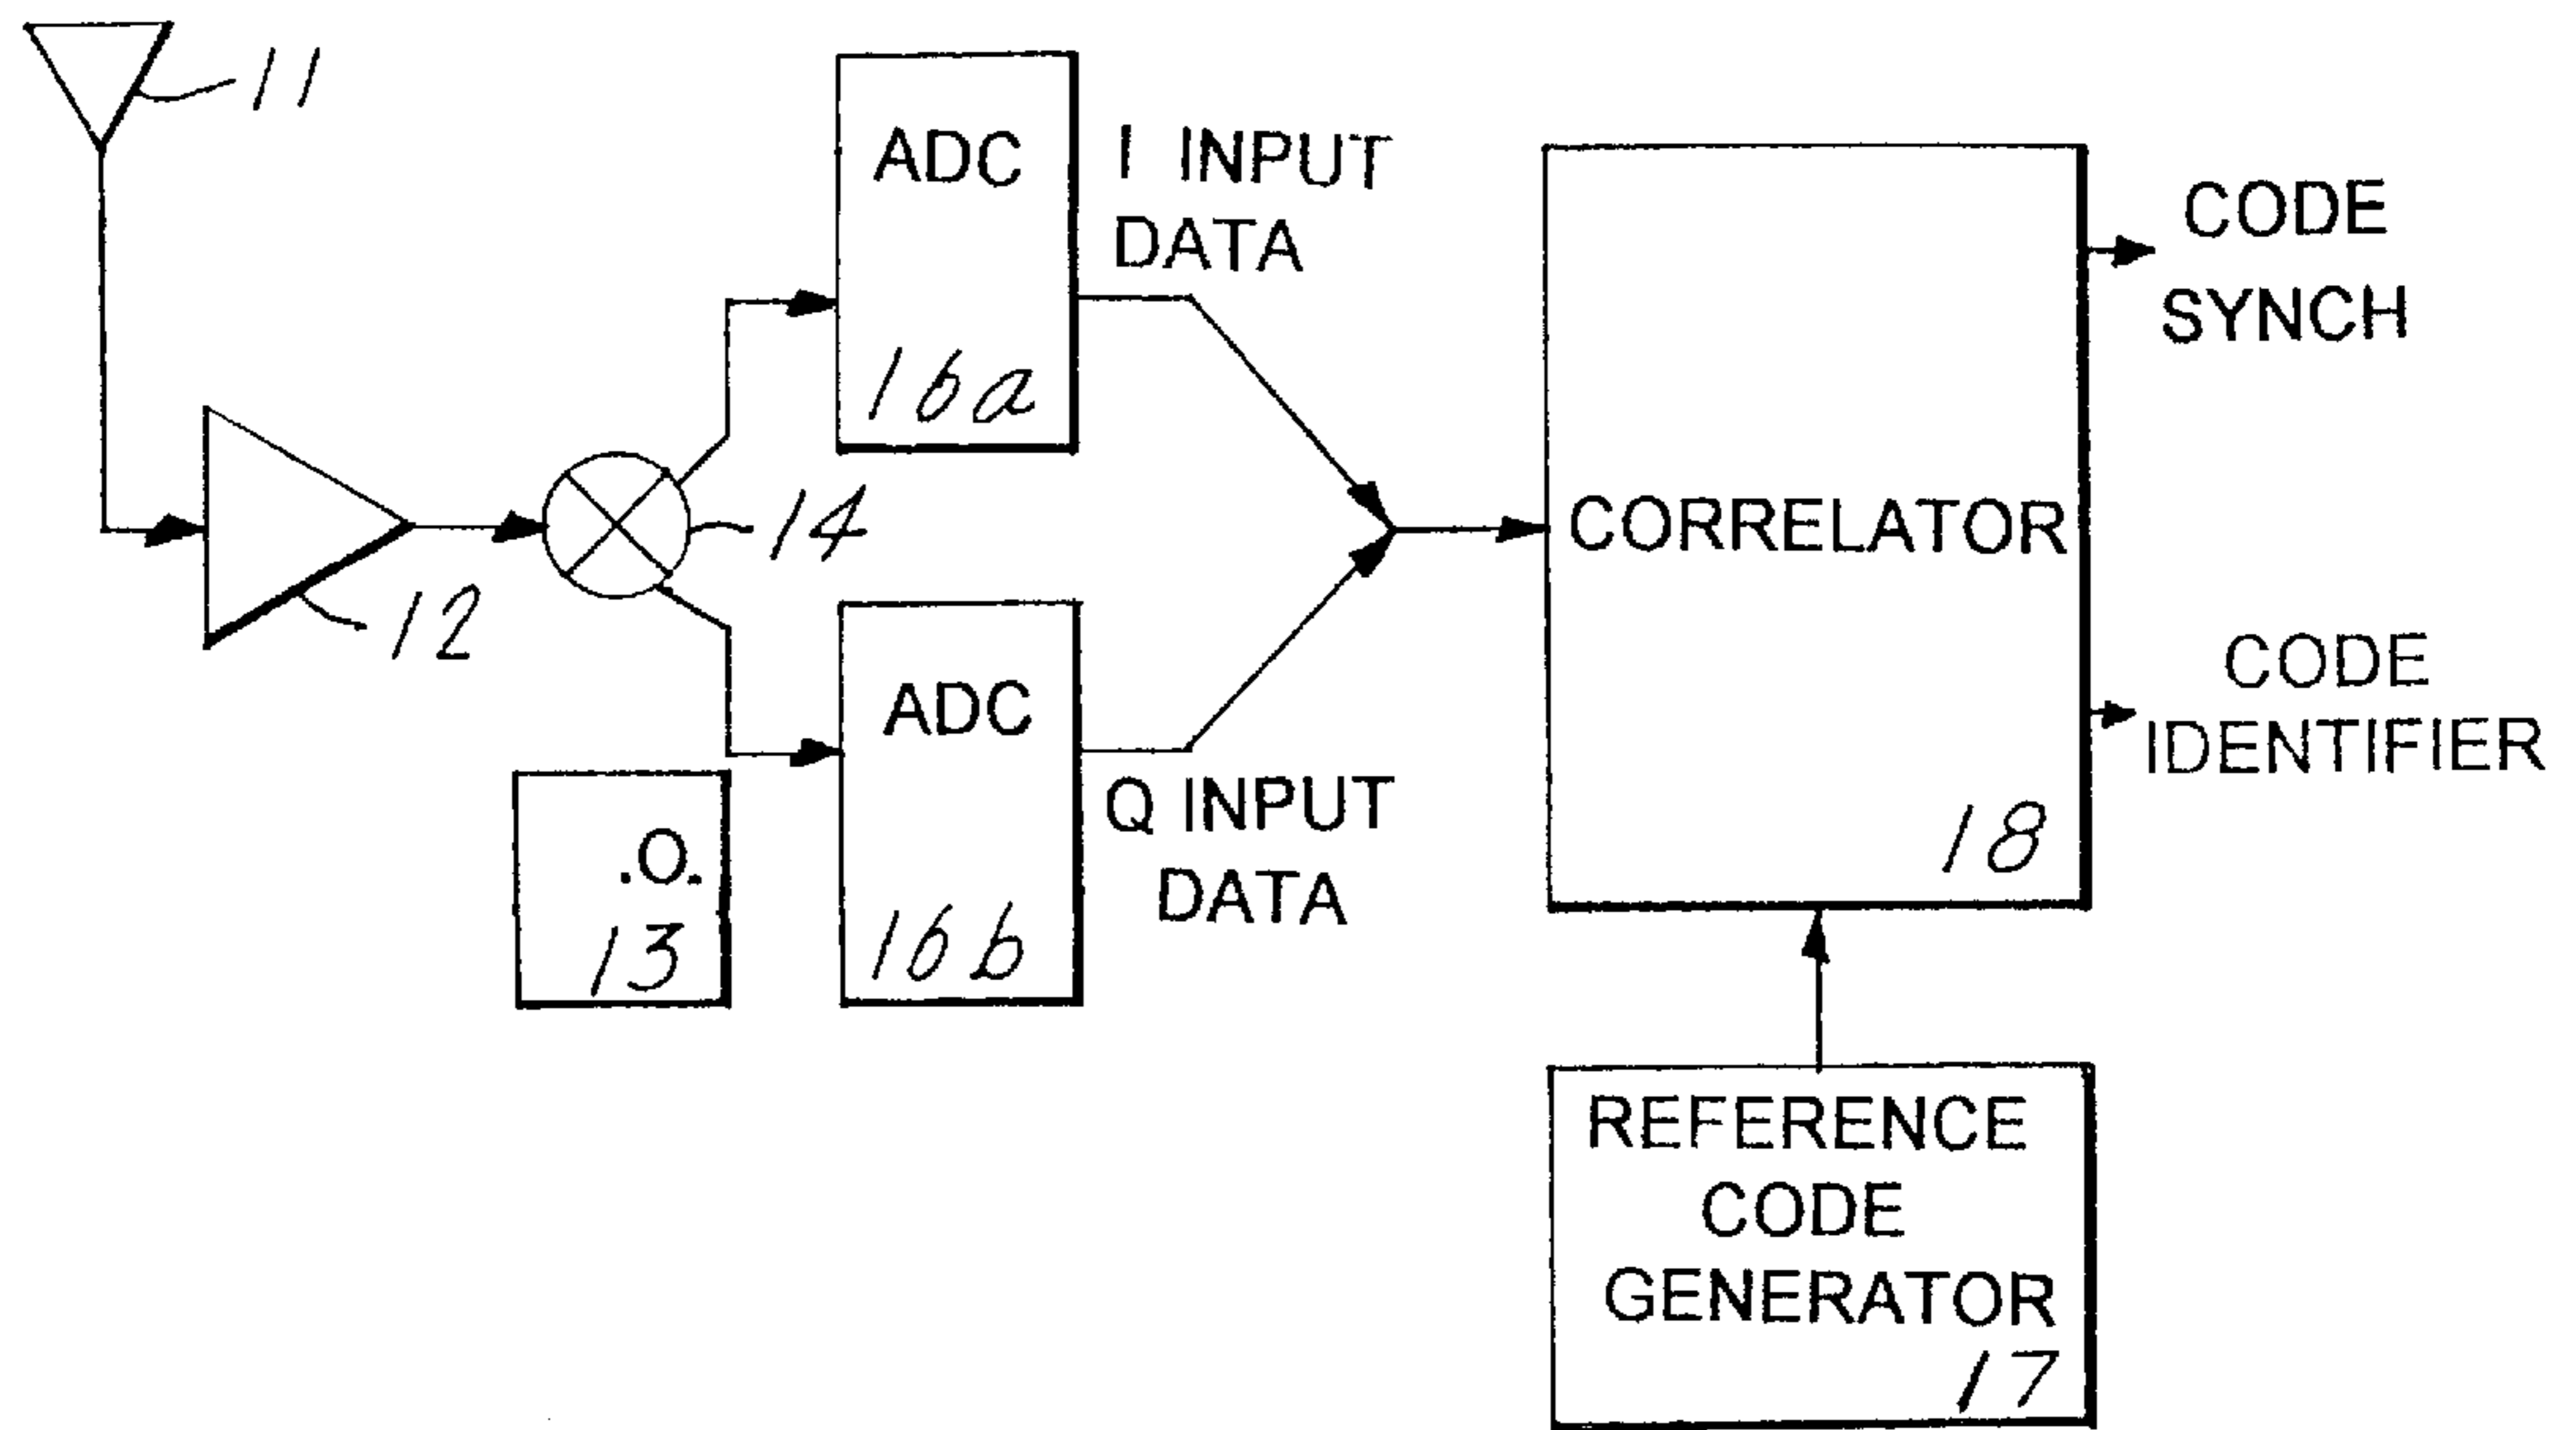 11
12
14
ADC
16a
I INPUT
DATA
ADC
16b
Q INPUT
DATA
.O.
13
CORRELATOR
18
CODE
SYNCH
CODE
IDENTIFIER
REFERENCE
CODE
GENERATOR
17